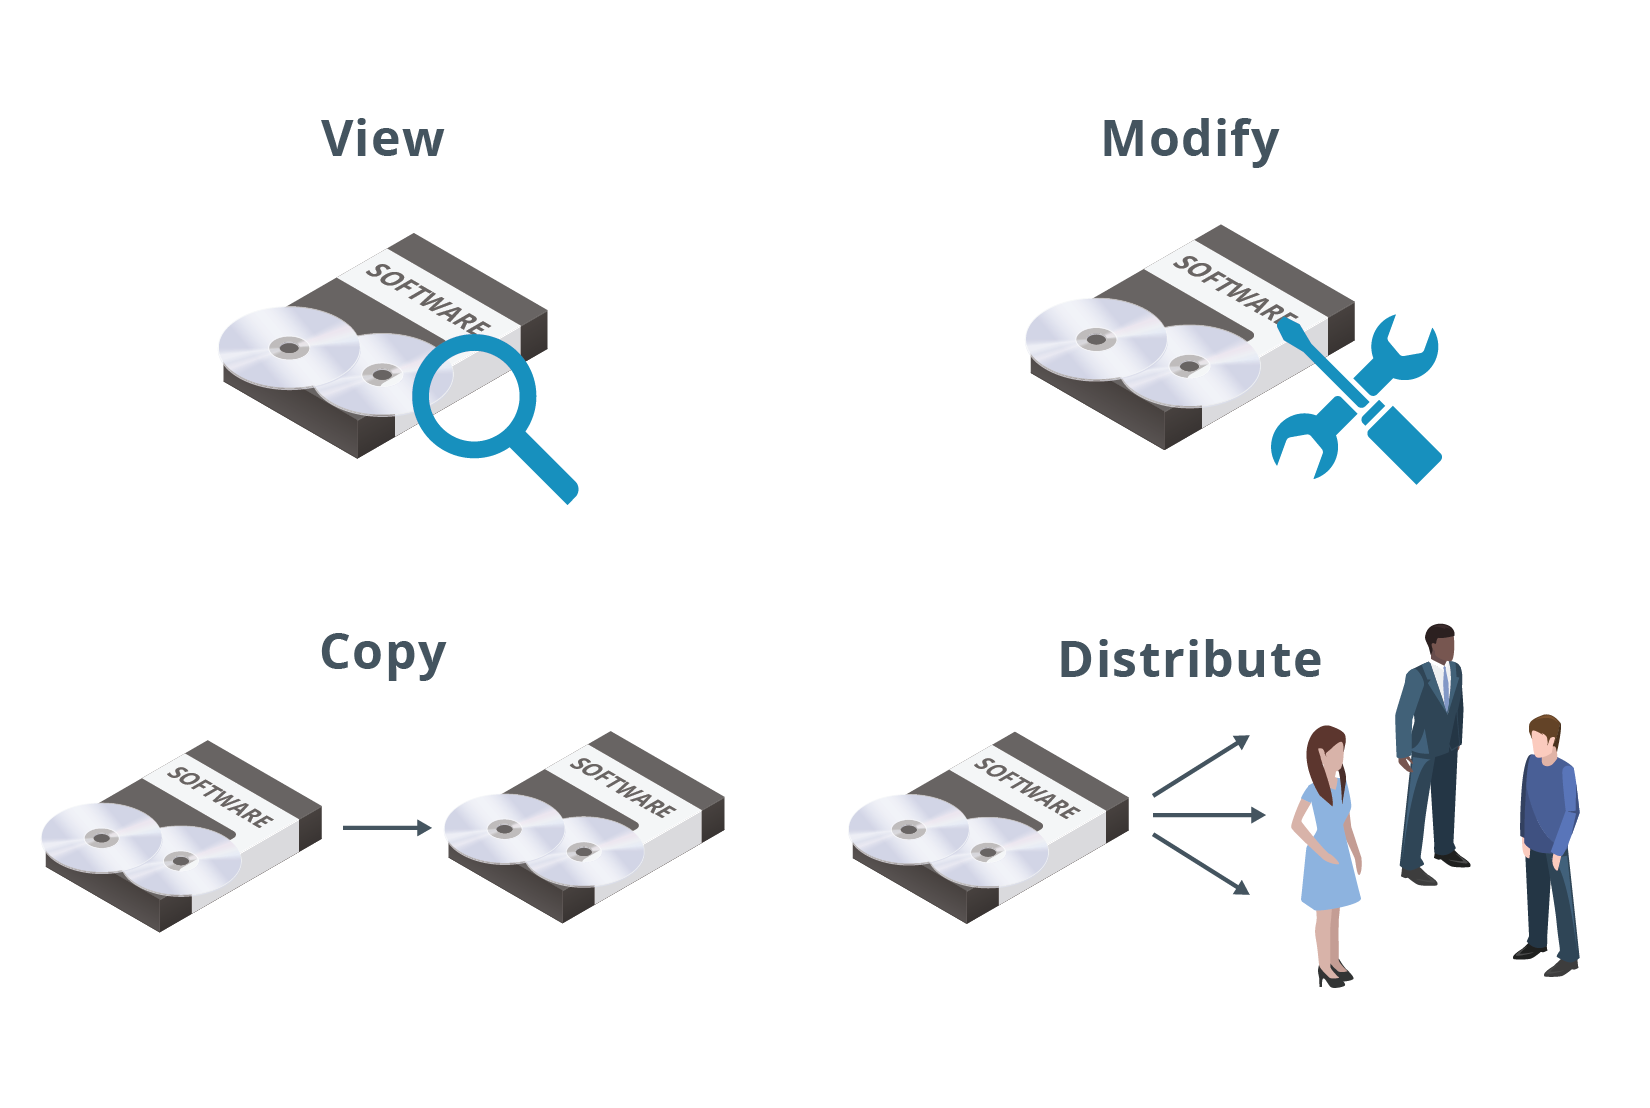 View
Modify
SOFTWARE
SOFTWARE
Copy
Distribute
SOFTWARE
SOFTWARE
SOFTWARE